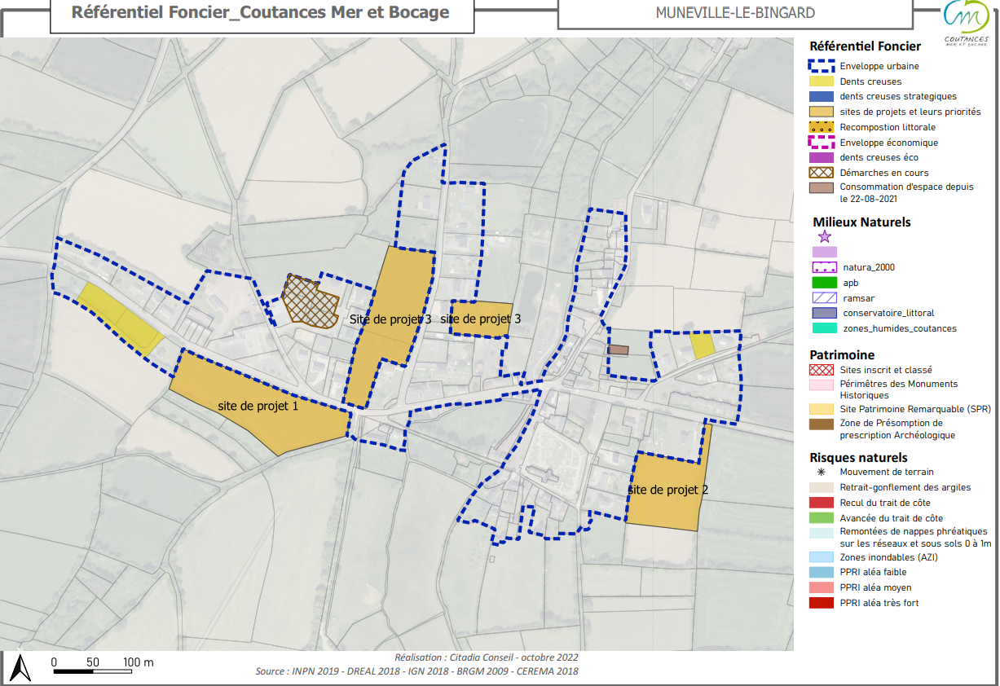 Référentiel Foncier_Coutances Mer et Bocage
MUNEVILLE-LE-BINGARD
COUTANCES
MER ET BOCAGE
Site de projet 3
site de projet 3
site de projet 1
site de projet 2
Référentiel Foncier
Enveloppe urbaine
Dents creuses
dents creuses strategiques
sites de projets et leurs priorités
Recompostion littorale
Enveloppe économique
dents creuses éco
Démarches en cours
Consommation d'espace depuis
le 22-08-2021
Milieux Naturels
natura_2000
apb
ramsar
conservatoire_littoral
zones_humides_coutances
Patrimoine
Sites inscrit et classé
Périmêtres des Monuments
Historiques
Site Patrimoine Remarquable (SPR)
Zone de Présomption de
prescription Archéologique
Risques naturels
Mouvement de terrain
Retrait-gonflement des argiles
Recul du trait de côte
Avancée du trait de côte
Remontées de nappes phréatiques
sur les réseaux et sous sols 0 à 1m
Zones inondables (AZI)
PPRI aléa faible
PPRI aléa moyen
PPRI aléa très fort
0 50 100 m
Réalisation : Citadia Conseil - octobre 2022
Source : INPN 2019 - DREAL 2018 - IGN 2018 - BRGM 2009 - CEREMA 2018